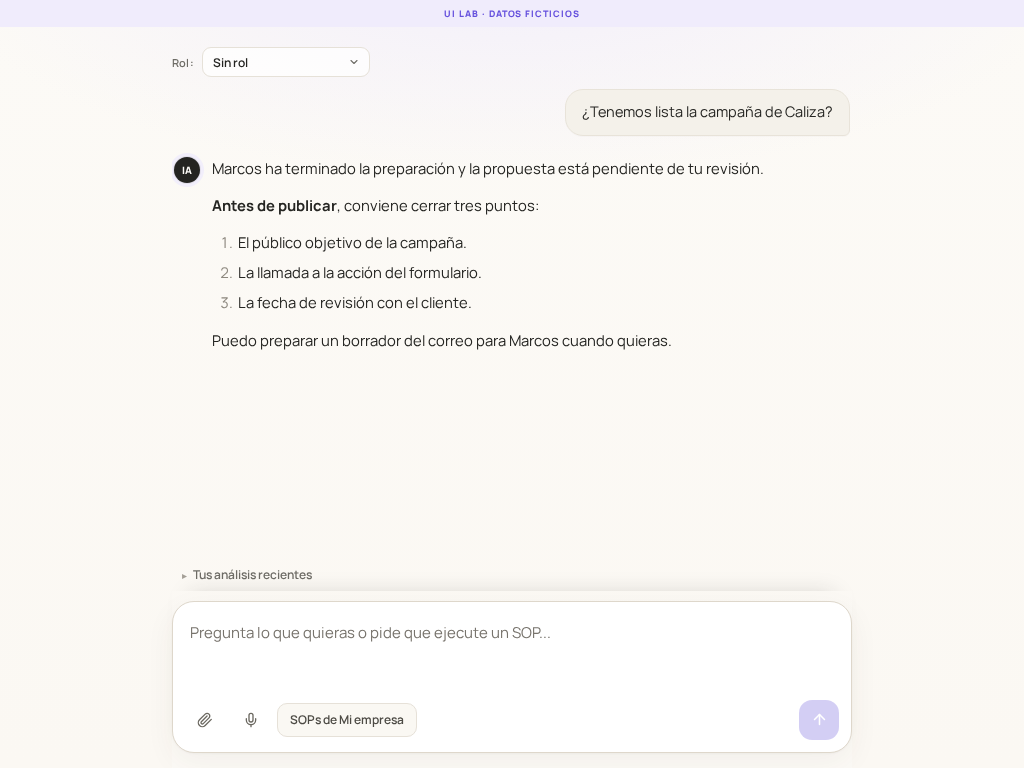 UI LAB · DATOS FICTICIOS
Rol:
Sin rol
¿Tenemos lista la campaña de Caliza?
IA
Marcos ha terminado la preparación y la propuesta está pendiente de tu revisión.
Antes de publicar, conviene cerrar tres puntos:
1. El público objetivo de la campaña.
2. La llamada a la acción del formulario.
3. La fecha de revisión con el cliente.
Puedo preparar un borrador del correo para Marcos cuando quieras.
Tus análisis recientes
Pregunta lo que quieras o pide que ejecute un SOP...
SOPs de Mi empresa